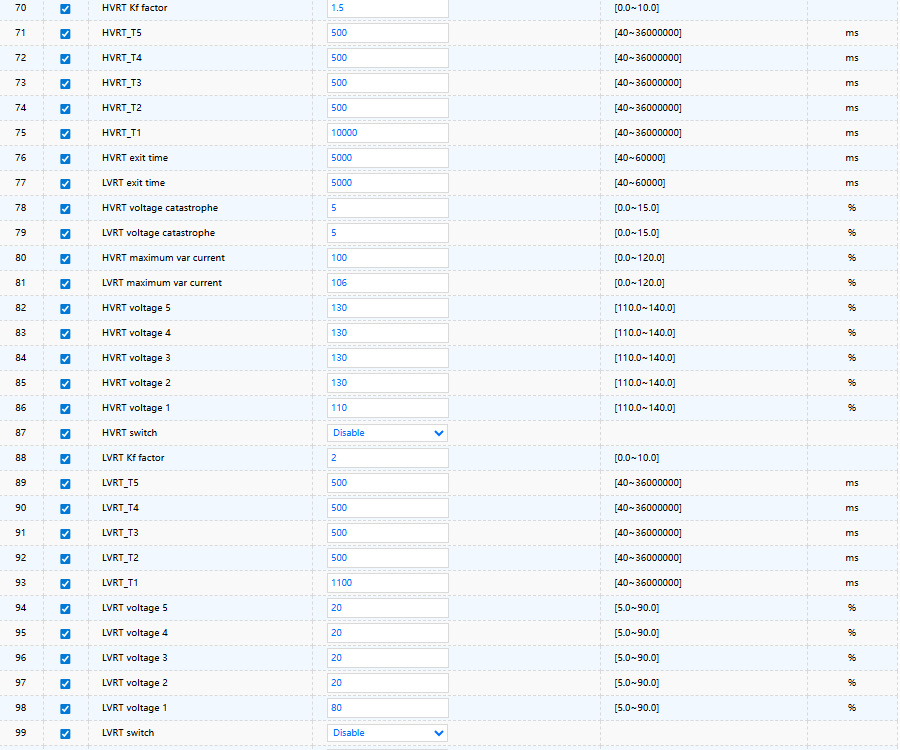 70 HVRT Kf factor 1.5 [0.0~10.0]
71 HVRT_T5 500 [40~36000000] ms
72 HVRT_T4 500 [40~36000000] ms
73 HVRT_T3 500 [40~36000000] ms
74 HVRT_T2 500 [40~36000000] ms
75 HVRT_T1 10000 [40~36000000] ms
76 HVRT exit time 5000 [40~60000] ms
77 LVRT exit time 5000 [40~60000] ms
78 HVRT voltage catastrophe 5 [0.0~15.0] %
79 LVRT voltage catastrophe 5 [0.0~15.0] %
80 HVRT maximum var current 100 [0.0~120.0] %
81 LVRT maximum var current 106 [0.0~120.0] %
82 HVRT voltage 5 130 [110.0~140.0] %
83 HVRT voltage 4 130 [110.0~140.0] %
84 HVRT voltage 3 130 [110.0~140.0] %
85 HVRT voltage 2 130 [110.0~140.0] %
86 HVRT voltage 1 110 [110.0~140.0] %
87 HVRT switch Disable
88 LVRT Kf factor 2 [0.0~10.0]
89 LVRT_T5 500 [40~36000000] ms
90 LVRT_T4 500 [40~36000000] ms
91 LVRT_T3 500 [40~36000000] ms
92 LVRT_T2 500 [40~36000000] ms
93 LVRT_T1 1100 [40~36000000] ms
94 LVRT voltage 5 20 [5.0~90.0] %
95 LVRT voltage 4 20 [5.0~90.0] %
96 LVRT voltage 3 20 [5.0~90.0] %
97 LVRT voltage 2 20 [5.0~90.0] %
98 LVRT voltage 1 80 [5.0~90.0] %
99 LVRT switch Disable